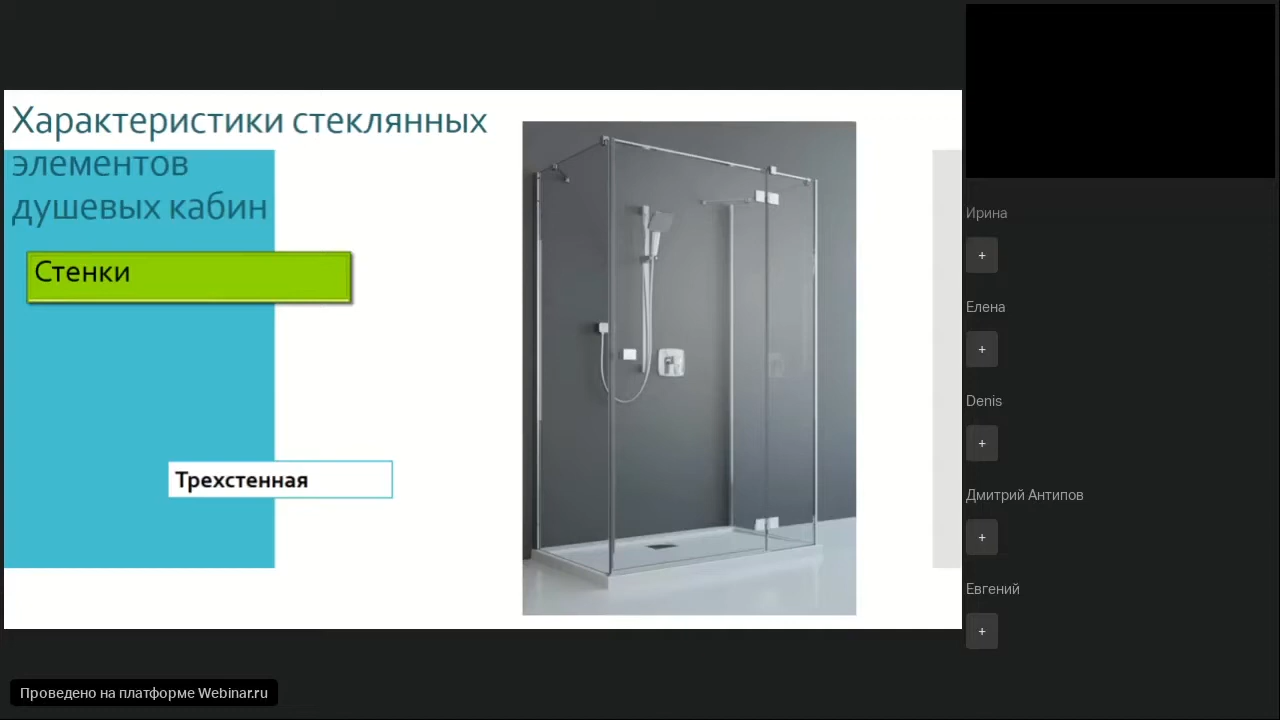 Характеристики стеклянных
элементов
душевых кабин
Стенки
Трехстенная
Ирина
+
Елена
+
Denis
+
Дмитрий Антипов
+
Евгений
+
Проведено на платформе Webinar.ru